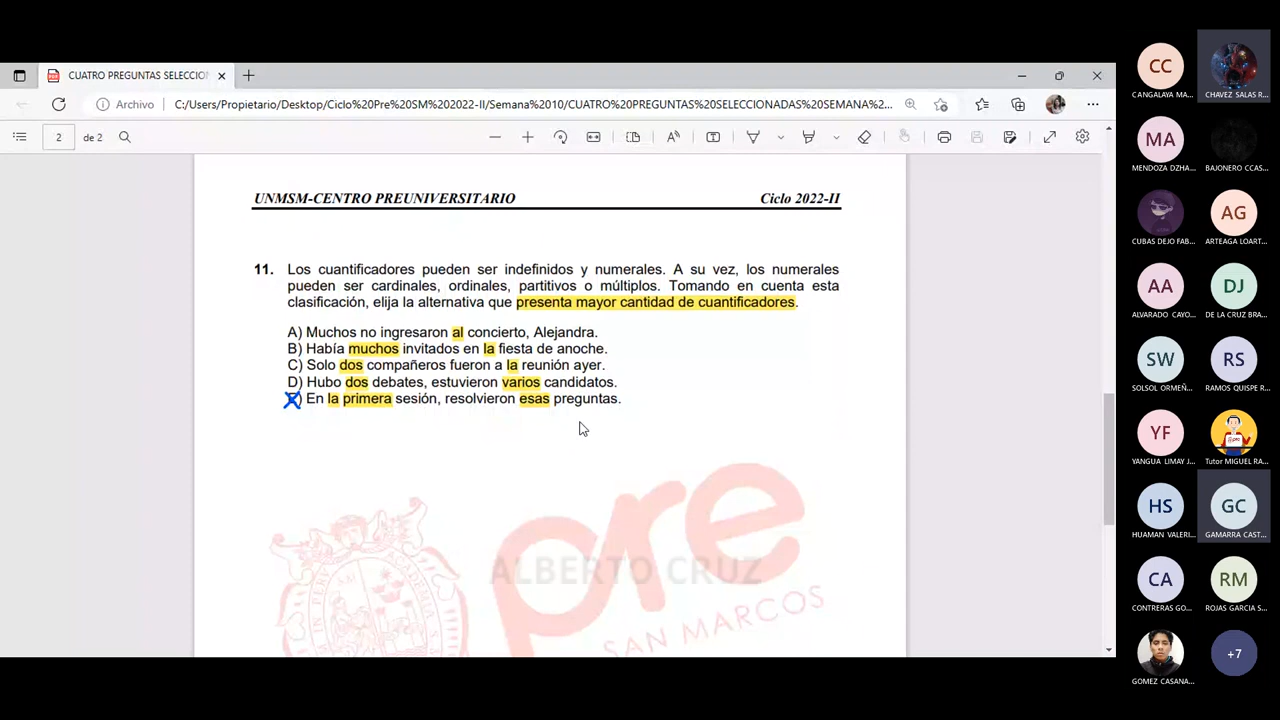 CUATRO PREGUNTAS SELECCION
Archivo
C:/Users/Propietario/Desktop/Ciclo%20Pre%20SM%202022-II/Semana%2010/CUATRO%20PREGUNTAS%20SELECCIONADAS%20SEMANA%2...
2 de 2
UNMSM-CENTRO PREUNIVERSITARIO Ciclo 2022-II
11. Los cuantificadores pueden ser indefinidos y numerales. A su vez, los numerales
pueden ser cardinales, ordinales, partitivos o múltiplos. Tomando en cuenta esta
clasificación, elija la alternativa que presenta mayor cantidad de cuantificadores.
A) Muchos no ingresaron al concierto, Alejandra.
B) Había muchos invitados en la fiesta de anoche.
C) Solo dos compañeros fueron a la reunión ayer.
D) Hubo dos debates, estuvieron varios candidatos.
E) En la primera sesión, resolvieron esas preguntas.
ALBERTO CRUZ
pre
SAN MARCOS
CC
CANGALAYA MA...
CHAVEZ SALAS R...
MA
MENDOZA DZHA...
BAJONERO CCAS...
CUBAS DEJO FAB...
AG
ARTEAGA LOART...
AA
ALVARADO CAYO...
DJ
DE LA CRUZ BRA...
SW
SOLSOL ORMEÑ...
RS
RAMOS QUISPE R...
YF
YANGUA LIMAY J...
Tutor MIGUEL RA...
HS
HUAMAN VALERI...
GC
GAMARRA CAST...
CA
CONTRERAS GO...
RM
ROJAS GARCIA S...
GOMEZ CASANA...
+7